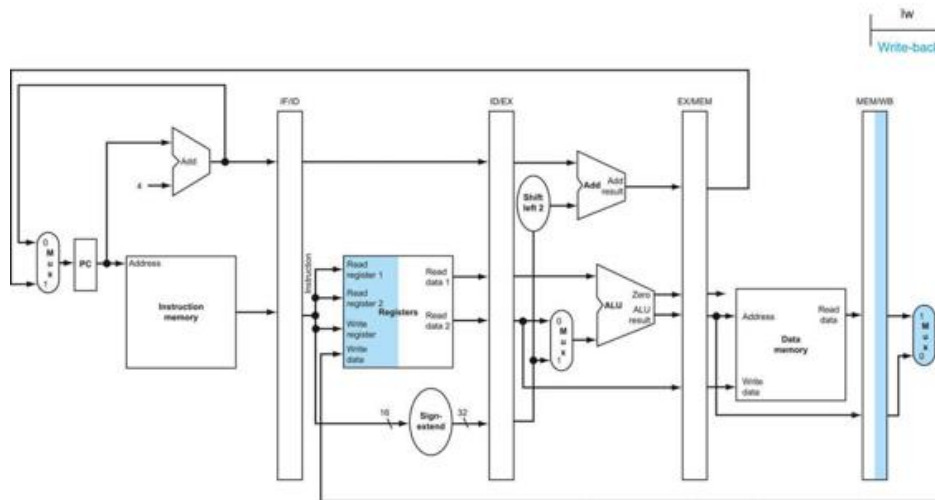 lw
Write-back
IF/ID
ID/EX
EX/MEM
MEM/WB
Add
4
Shift
left 2
Add
Add
result
0
M
u
x
1
PC
Address
Instruction
memory
Instruction
Read
register 1
Read
register 2
Write
register
Write
data
Registers
Read
data 1
Read
data 2
0
M
u
x
1
Zero
ALU
ALU
result
Address
Read
data
Data
memory
Write
data
1
M
u
x
0
16
Sign-
extend
32